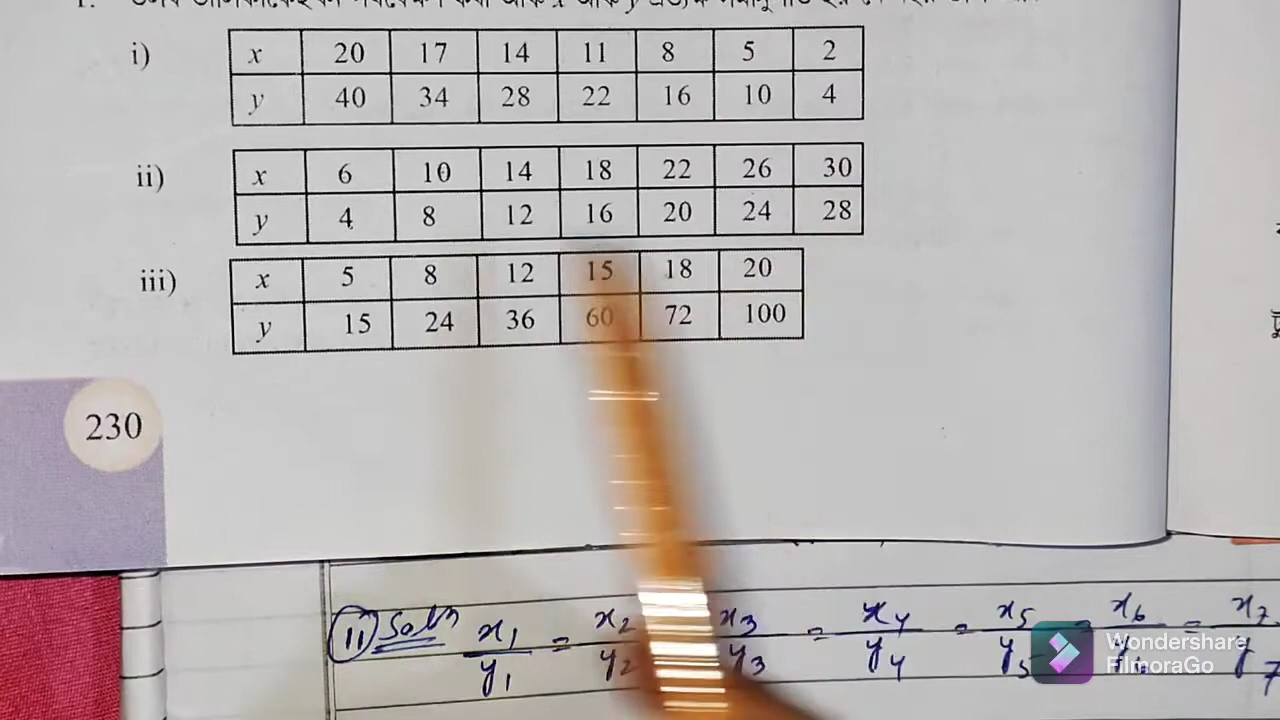 i) x 20 17 14 11 8 5 2
y 40 34 28 22 16 10 4
ii) x 6 10 14 18 22 26 30
y 4 8 12 16 20 24 28
iii) x 5 8 12 15 18 20
y 15 24 36 60 72 100
230
11 Soln x1/y1 = x2/y2 x3/y3 = x4/y4 = x5/y5 = x6/y6 = x7/y7
Wondershare
FilmoraGo